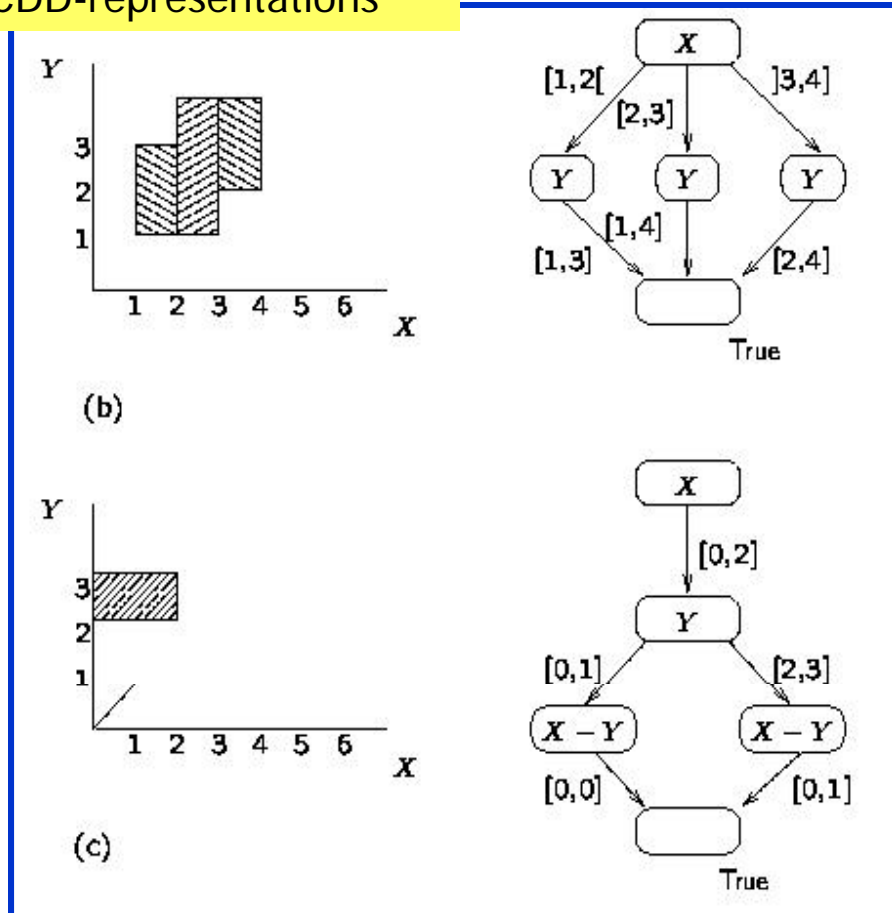 CDD-representations
Y
3
2
1
1 2 3 4 5 6
X
(b)
X
[1,2[
[2,3]
]3,4]
Y
Y
Y
[1,3]
[1,4]
[2,4]
True
Y
3
2
1
1 2 3 4 5 6
X
(c)
X
[0,2]
Y
[0,1]
[2,3]
X – Y
X – Y
[0,0]
[0,1]
True